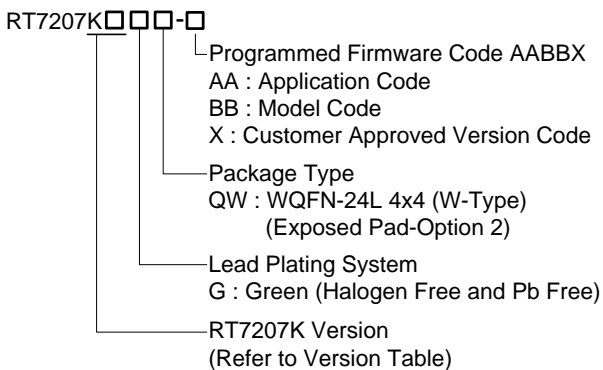 RT7207K□□□-□
Programmed Firmware Code AABBX
AA : Application Code
BB : Model Code
X : Customer Approved Version Code
Package Type
QW : WQFN-24L 4x4 (W-Type)
(Exposed Pad-Option 2)
Lead Plating System
G : Green (Halogen Free and Pb Free)
RT7207K Version
(Refer to Version Table)